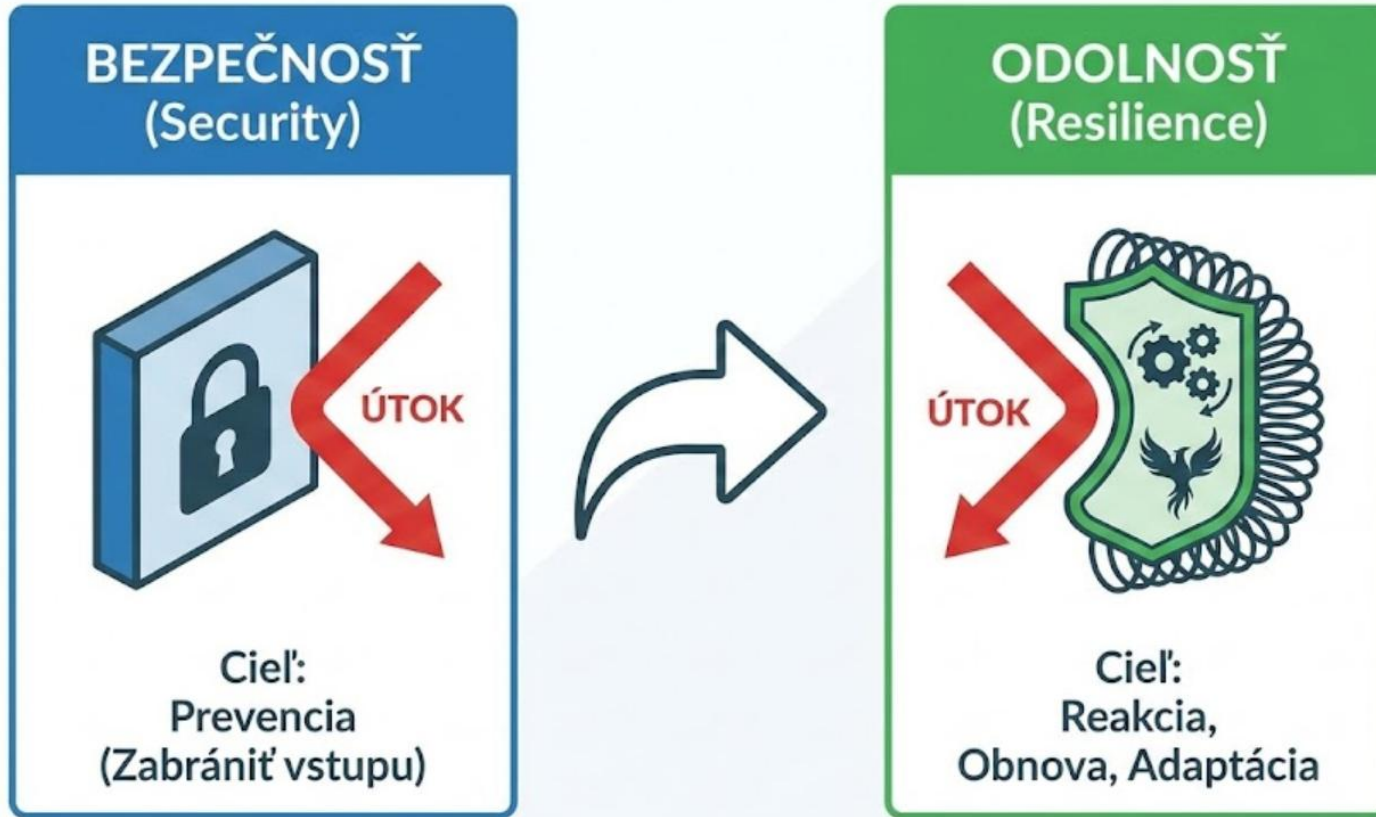 BEZPEČNOSŤ
(Security)
ÚTOK
Cieľ:
Prevencia
(Zabrániť vstupu)
ODOLNOSŤ
(Resilience)
ÚTOK
Cieľ:
Reakcia,
Obnova, Adaptácia